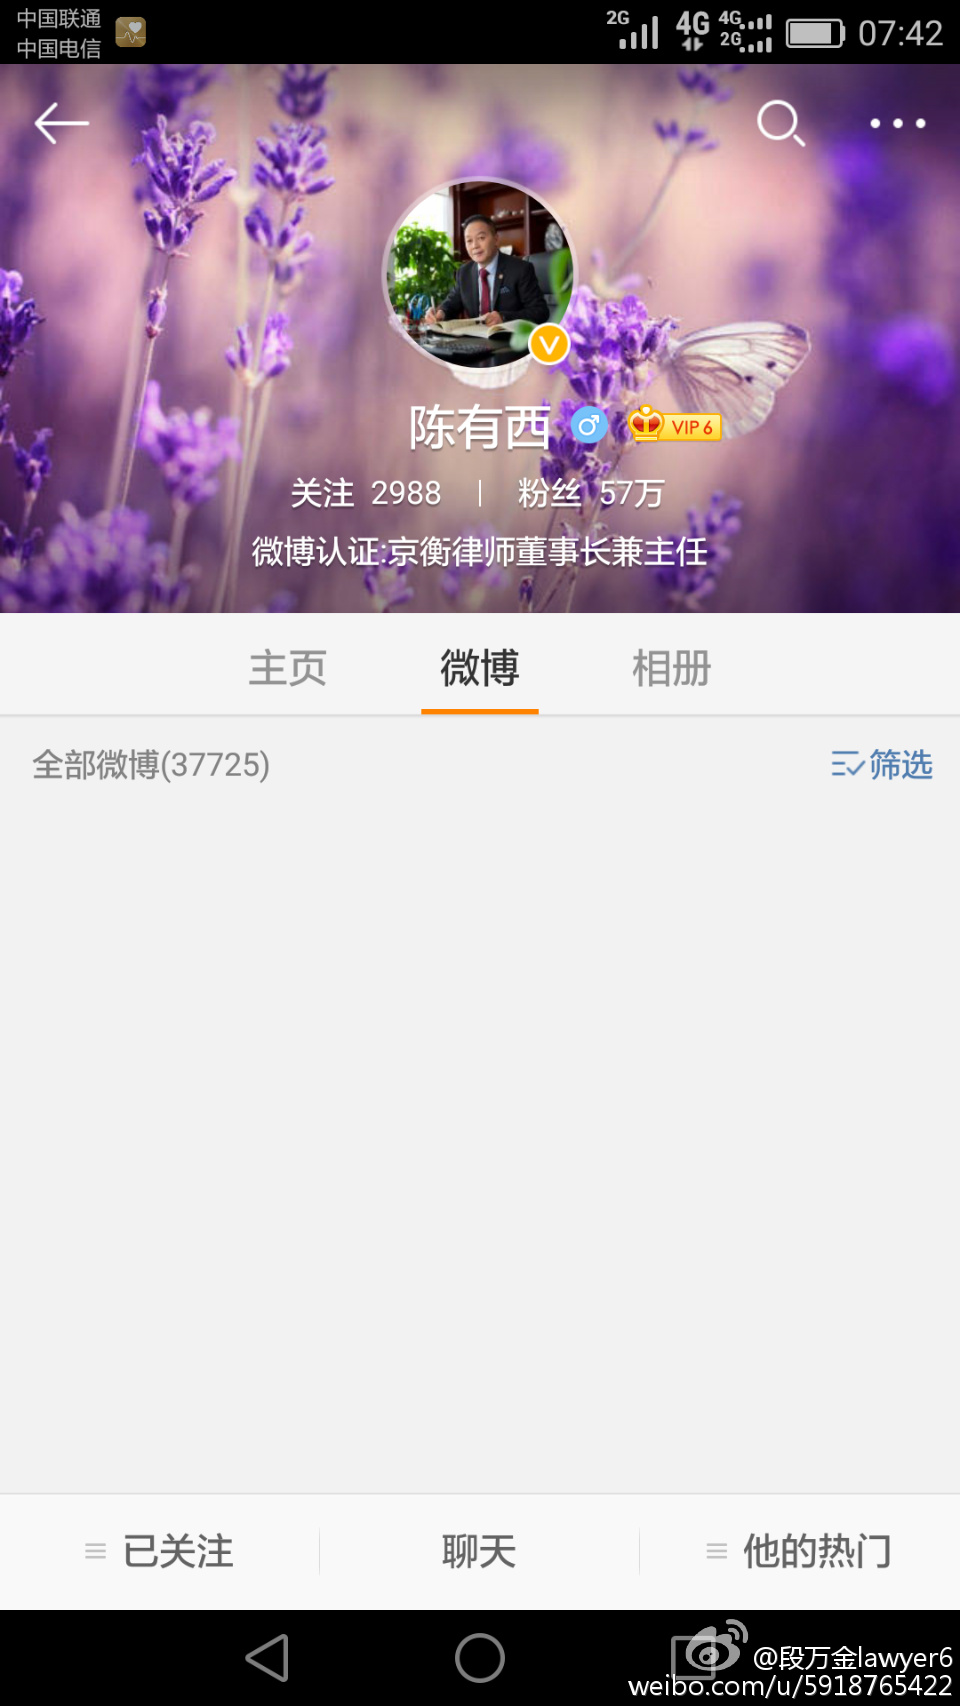 中国联通
中国电信
2G 4G 4G 2G 07:42
陈有西 VIP 6
关注 2988 | 粉丝 57万
微博认证:京衡律师董事长兼主任
主页 微博 相册
全部微博(37725) 筛选
已关注 聊天 他的热门
@段万金lawyer6
weibo.com/u/5918765422